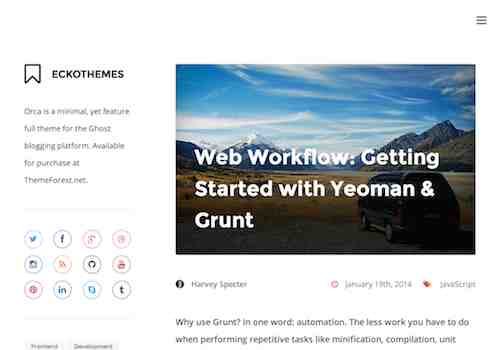 ECKOTHEMES
Orca is a minimal, yet feature
full theme for the Ghost
blogging platform. Available
for purchase at
ThemeForest.net.
Frontend
Development
Web Workflow: Getting
Started with Yeoman &
Grunt
Harvey Specter
January 19th, 2014
JavaScript
Why use Grunt? In one word: automation. The less work you have to do
when performing repetitive tasks like minification, compilation, unit